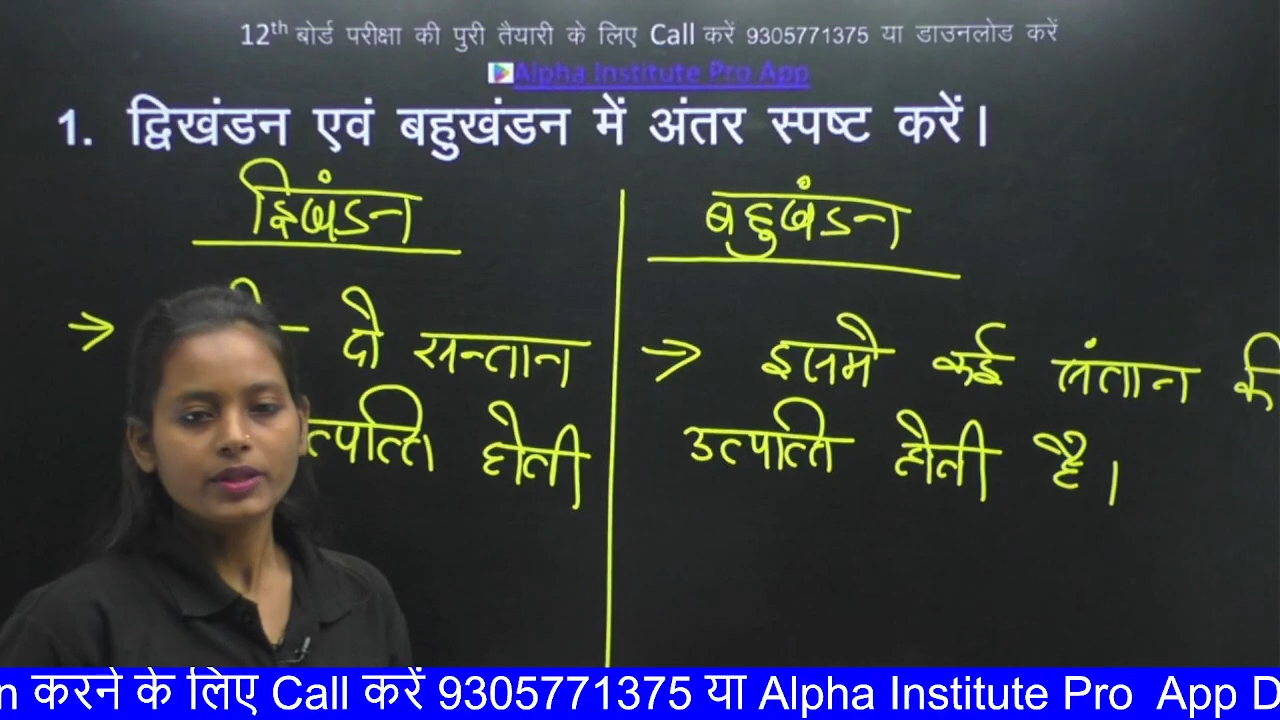 12th बोर्ड परीक्षा की पुरी तैयारी के लिए Call करें 9305771375 या डाउनलोड करें
Alpha Institute Pro App
1. द्विखंडन एवं बहुखंडन में अंतर स्पष्ट करें।
द्विखंडन
बहुखंडन
→ दो सन्तान
त्पत्ति होती
→ इसमे कई संतान की
उत्पत्ति होती है।
n करने के लिए Call करें 9305771375 या Alpha Institute Pro App D